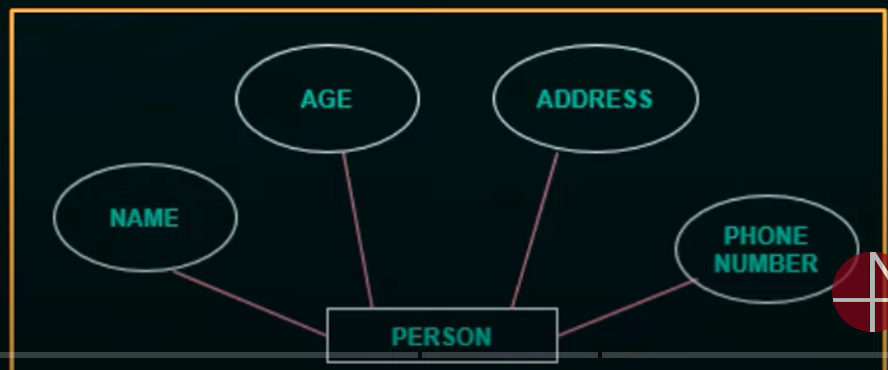 AGE
ADDRESS
NAME
PHONE
NUMBER
PERSON